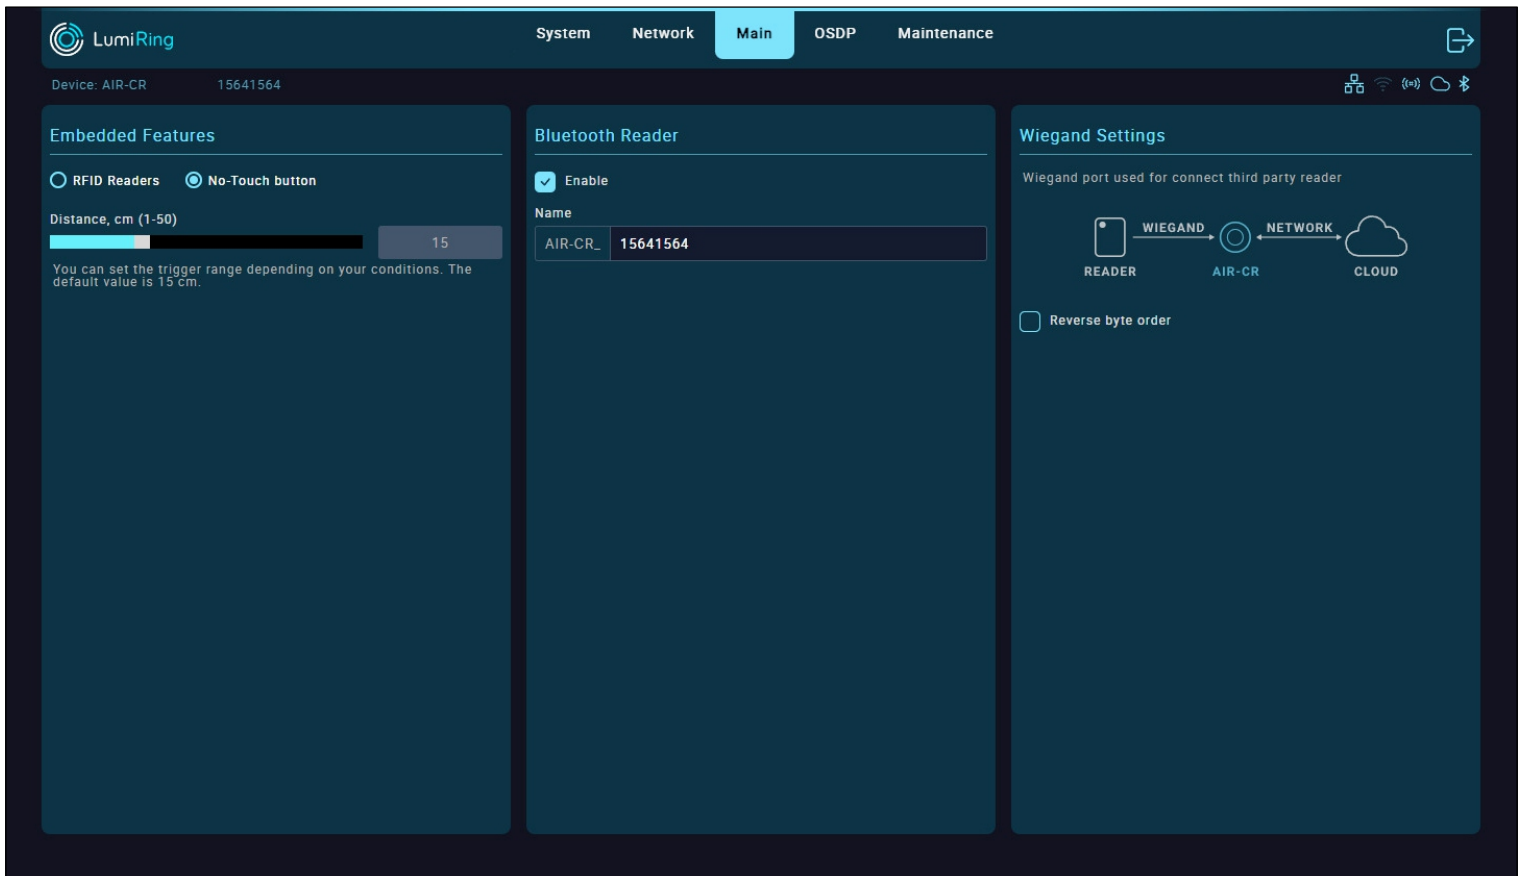 LumiRing
System Network Main OSDP Maintenance
Device: AIR-CR 15641564
Embedded Features
RFID Readers No-Touch button
Distance, cm (1-50)
15
You can set the trigger range depending on your conditions. The
default value is 15 cm.
Bluetooth Reader
Enable
Name
AIR-CR_ 15641564
Wiegand Settings
Wiegand port used for connect third party reader
WIEGAND NETWORK
READER AIR-CR CLOUD
Reverse byte order